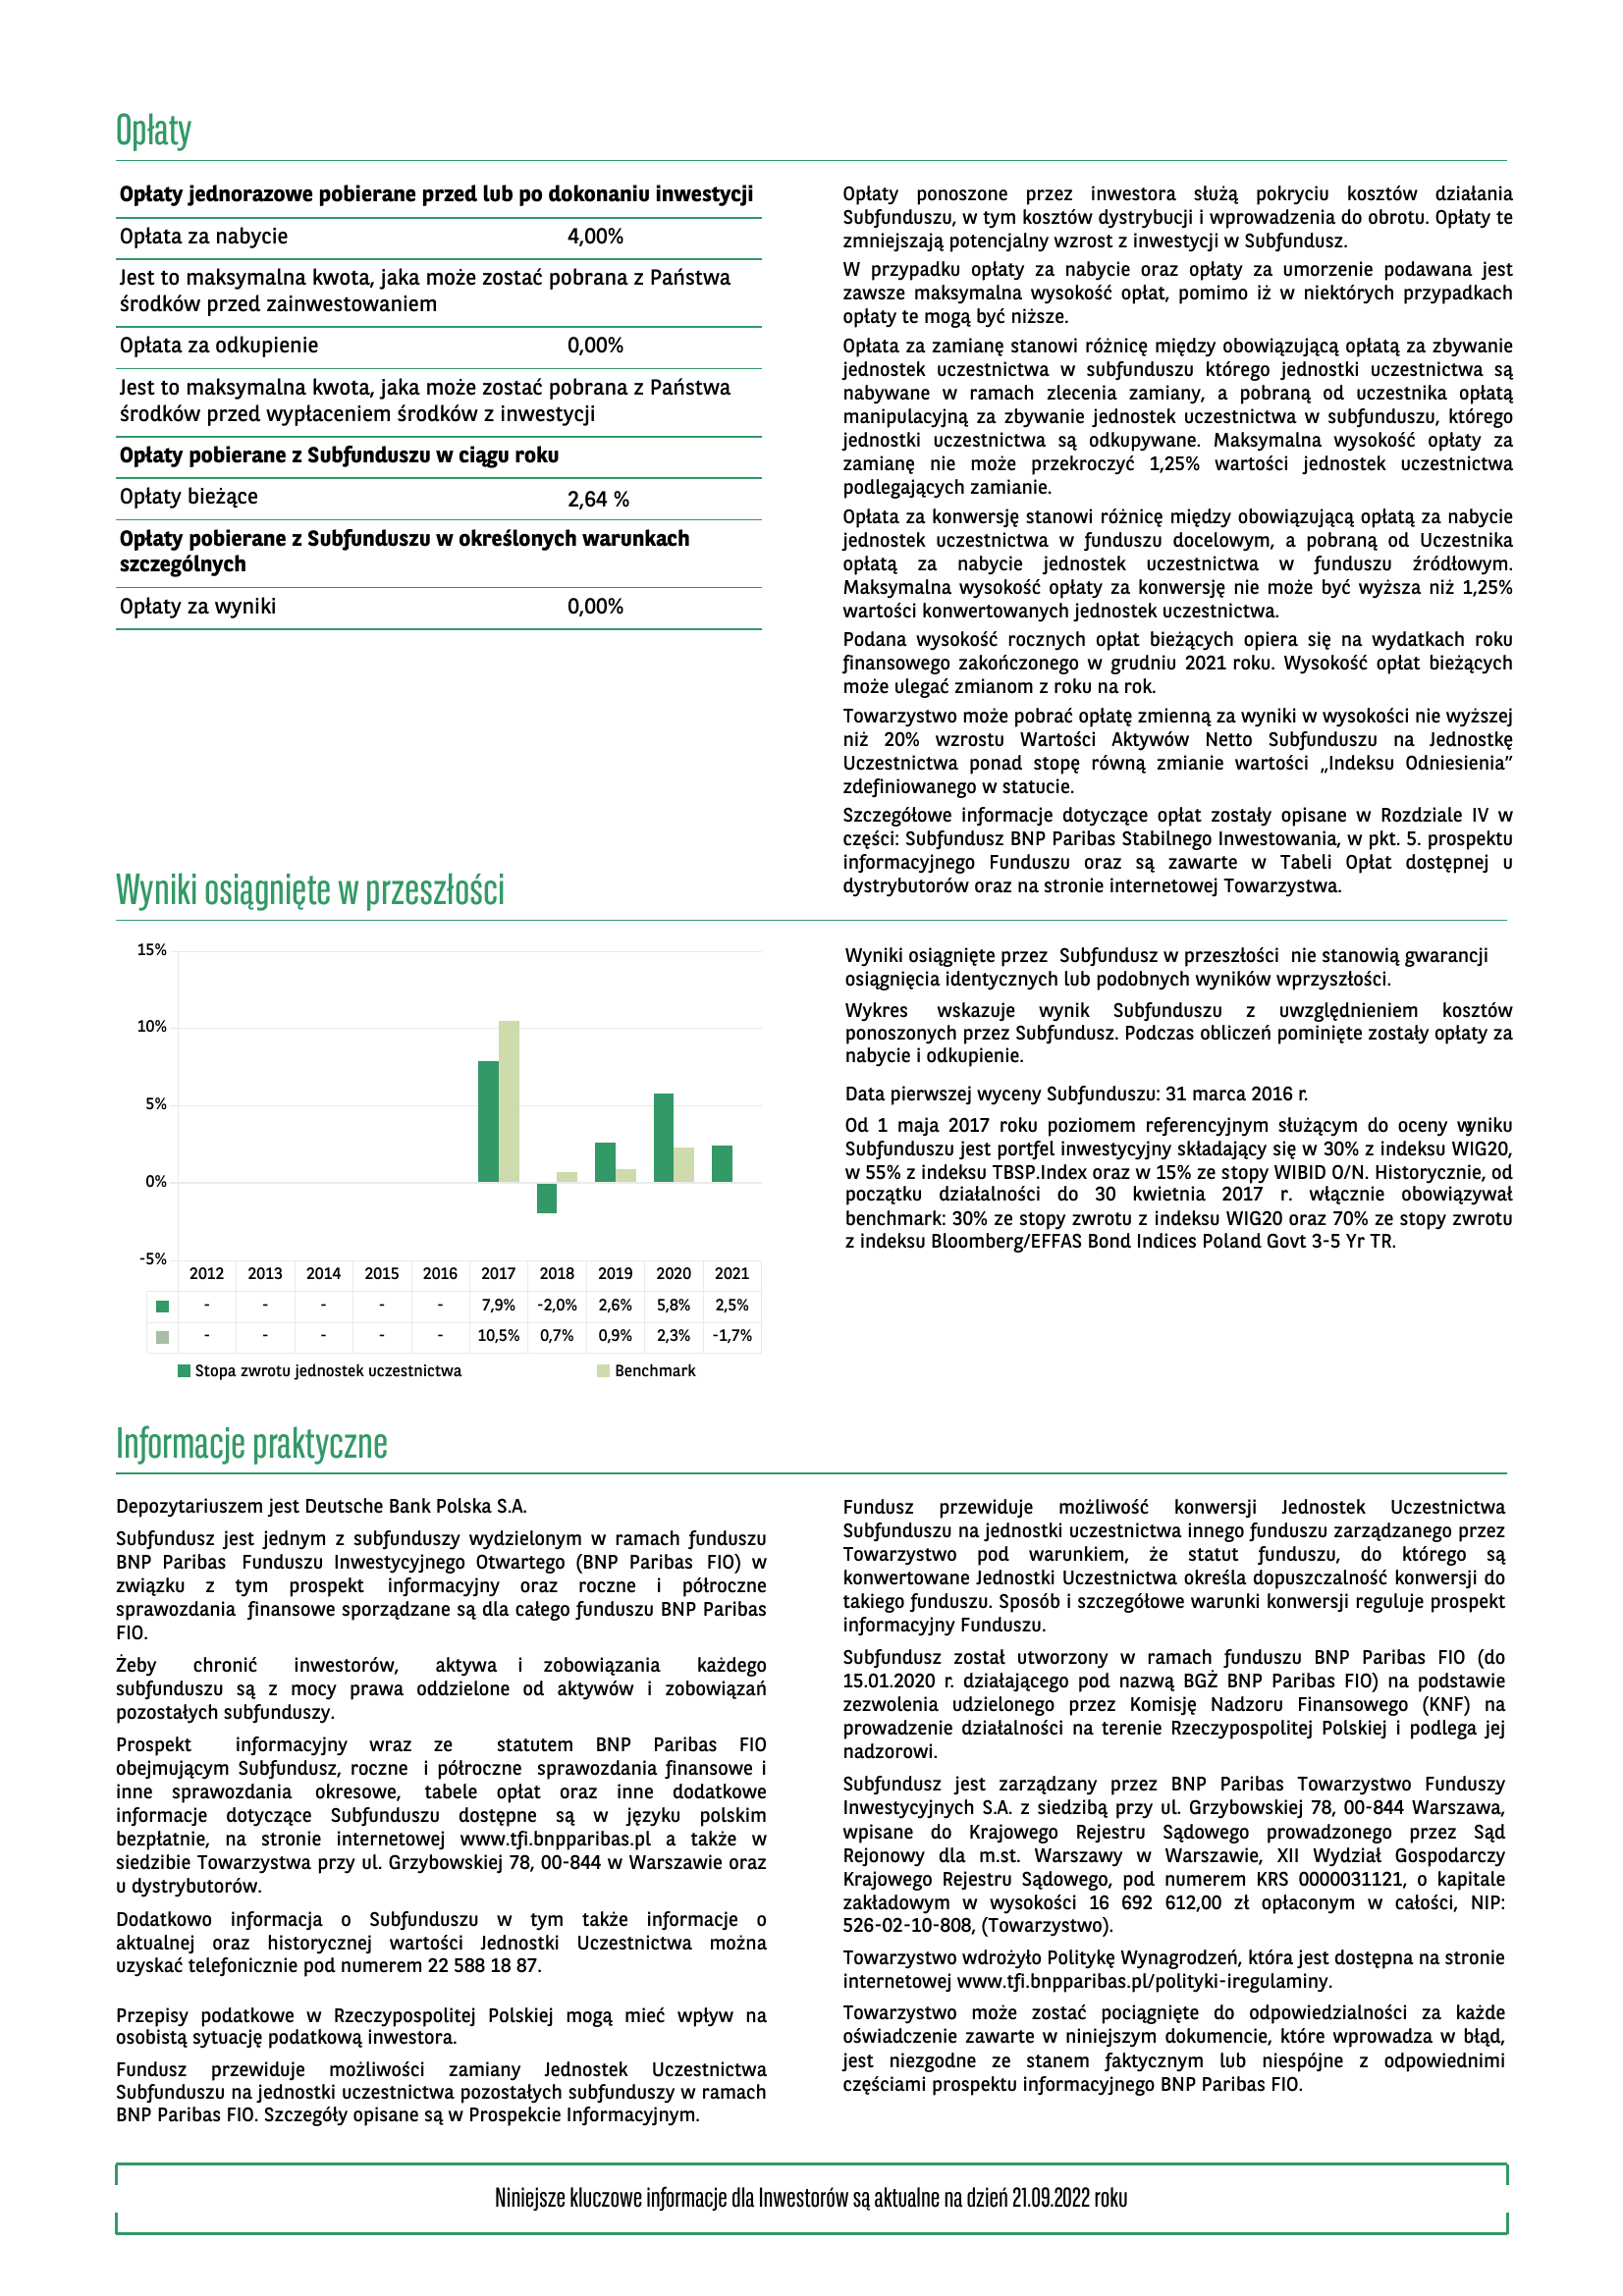 Opłaty
Opłaty jednorazowe pobierane przed lub po dokonaniu inwestycji
Opłata za nabycie 4,00%
Jest to maksymalna kwota, jaka może zostać pobrana z Państwa
środków przed zainwestowaniem
Opłata za odkupienie 0,00%
Jest to maksymalna kwota, jaka może zostać pobrana z Państwa
środków przed wypłaceniem środków z inwestycji
Opłaty pobierane z Subfunduszu w ciągu roku
Opłaty bieżące 2,64 %
Opłaty pobierane z Subfunduszu w określonych warunkach
szczególnych
Opłaty za wyniki 0,00%
Opłaty ponoszone przez inwestora służą pokryciu kosztów działania
Subfunduszu, w tym kosztów dystrybucji i wprowadzenia do obrotu. Opłaty te
zmniejszają potencjalny wzrost z inwestycji w Subfundusz.
W przypadku opłaty za nabycie oraz opłaty za umorzenie podawana jest
zawsze maksymalna wysokość opłat, pomimo iż w niektórych przypadkach
opłaty te mogą być niższe.
Opłata za zamianę stanowi różnicę między obowiązującą opłatą za zbywanie
jednostek uczestnictwa w subfunduszu którego jednostki uczestnictwa są
nabywane w ramach zlecenia zamiany, a pobraną od uczestnika opłatą
manipulacyjną za zbywanie jednostek uczestnictwa w subfunduszu, którego
jednostki uczestnictwa są odkupywane. Maksymalna wysokość opłaty za
zamianę nie może przekroczyć 1,25% wartości jednostek uczestnictwa
podlegających zamianie.
Opłata za konwersję stanowi różnicę między obowiązującą opłatą za nabycie
jednostek uczestnictwa w funduszu docelowym, a pobraną od Uczestnika
opłatą za nabycie jednostek uczestnictwa w funduszu źródłowym.
Maksymalna wysokość opłaty za konwersję nie może być wyższa niż 1,25%
wartości konwertowanych jednostek uczestnictwa.
Podana wysokość rocznych opłat bieżących opiera się na wydatkach roku
finansowego zakończonego w grudniu 2021 roku. Wysokość opłat bieżących
może ulegać zmianom z roku na rok.
Towarzystwo może pobrać opłatę zmienną za wyniki w wysokości nie wyższej
niż 20% wzrostu Wartości Aktywów Netto Subfunduszu na Jednostkę
Uczestnictwa ponad stopę równą zmianie wartości „Indeksu Odniesienia”
zdefiniowanego w statucie.
Szczegółowe informacje dotyczące opłat zostały opisane w Rozdziale IV w
części: Subfundusz BNP Paribas Stabilnego Inwestowania, w pkt. 5. prospektu
informacyjnego Funduszu oraz są zawarte w Tabeli Opłat dostępnej u
dystrybutorów oraz na stronie internetowej Towarzystwa.
Wyniki osiągnięte w przeszłości
15%
10%
5%
0%
-5%
2012 2013 2014 2015 2016 2017 2018 2019 2020 2021
- - - - - 7,9% -2,0% 2,6% 5,8% 2,5%
- - - - - 10,5% 0,7% 0,9% 2,3% -1,7%
Stopa zwrotu jednostek uczestnictwa Benchmark
Wyniki osiągnięte przez Subfundusz w przeszłości nie stanowią gwarancji
osiągnięcia identycznych lub podobnych wyników wprzyszłości.
Wykres wskazuje wynik Subfunduszu z uwzględnieniem kosztów
ponoszonych przez Subfundusz. Podczas obliczeń pominięte zostały opłaty za
nabycie i odkupienie.
Data pierwszej wyceny Subfunduszu: 31 marca 2016 r.
Od 1 maja 2017 roku poziomem referencyjnym służącym do oceny wyniku
Subfunduszu jest portfel inwestycyjny składający się w 30% z indeksu WIG20,
w 55% z indeksu TBSP.Index oraz w 15% ze stopy WIBID O/N. Historycznie, od
początku działalności do 30 kwietnia 2017 r. włącznie obowiązywał
benchmark: 30% ze stopy zwrotu z indeksu WIG20 oraz 70% ze stopy zwrotu
z indeksu Bloomberg/EFFAS Bond Indices Poland Govt 3-5 Yr TR.
Informacje praktyczne
Depozytariuszem jest Deutsche Bank Polska S.A.
Subfundusz jest jednym z subfunduszy wydzielonym w ramach funduszu
BNP Paribas Funduszu Inwestycyjnego Otwartego (BNP Paribas FIO) w
związku z tym prospekt informacyjny oraz roczne i półroczne
sprawozdania finansowe sporządzane są dla całego funduszu BNP Paribas
FIO.
Żeby chronić inwestorów, aktywa i zobowiązania każdego
subfunduszu są z mocy prawa oddzielone od aktywów i zobowiązań
pozostałych subfunduszy.
Prospekt informacyjny wraz ze statutem BNP Paribas FIO
obejmującym Subfundusz, roczne i półroczne sprawozdania finansowe i
inne sprawozdania okresowe, tabele opłat oraz inne dodatkowe
informacje dotyczące Subfunduszu dostępne są w języku polskim
bezpłatnie, na stronie internetowej www.tfi.bnpparibas.pl a także w
siedzibie Towarzystwa przy ul. Grzybowskiej 78, 00-844 w Warszawie oraz
u dystrybutorów.
Dodatkowo informacja o Subfunduszu w tym także informacje o
aktualnej oraz historycznej wartości Jednostki Uczestnictwa można
uzyskać telefonicznie pod numerem 22 588 18 87.
Przepisy podatkowe w Rzeczypospolitej Polskiej mogą mieć wpływ na
osobistą sytuację podatkową inwestora.
Fundusz przewiduje możliwości zamiany Jednostek Uczestnictwa
Subfunduszu na jednostki uczestnictwa pozostałych subfunduszy w ramach
BNP Paribas FIO. Szczegóły opisane są w Prospekcie Informacyjnym.
Fundusz przewiduje możliwość konwersji Jednostek Uczestnictwa
Subfunduszu na jednostki uczestnictwa innego funduszu zarządzanego przez
Towarzystwo pod warunkiem, że statut funduszu, do którego są
konwertowane Jednostki Uczestnictwa określa dopuszczalność konwersji do
takiego funduszu. Sposób i szczegółowe warunki konwersji reguluje prospekt
informacyjny Funduszu.
Subfundusz został utworzony w ramach funduszu BNP Paribas FIO (do
15.01.2020 r. działającego pod nazwą BGŻ BNP Paribas FIO) na podstawie
zezwolenia udzielonego przez Komisję Nadzoru Finansowego (KNF) na
prowadzenie działalności na terenie Rzeczypospolitej Polskiej i podlega jej
nadzorowi.
Subfundusz jest zarządzany przez BNP Paribas Towarzystwo Funduszy
Inwestycyjnych S.A. z siedzibą przy ul. Grzybowskiej 78, 00-844 Warszawa,
wpisane do Krajowego Rejestru Sądowego prowadzonego przez Sąd
Rejonowy dla m.st. Warszawy w Warszawie, XII Wydział Gospodarczy
Krajowego Rejestru Sądowego, pod numerem KRS 0000031121, o kapitale
zakładowym w wysokości 16 692 612,00 zł opłaconym w całości, NIP:
526-02-10-808, (Towarzystwo).
Towarzystwo wdrożyło Politykę Wynagrodzeń, która jest dostępna na stronie
internetowej www.tfi.bnpparibas.pl/polityki-iregulaminy.
Towarzystwo może zostać pociągnięte do odpowiedzialności za każde
oświadczenie zawarte w niniejszym dokumencie, które wprowadza w błąd,
jest niezgodne ze stanem faktycznym lub niespójne z odpowiednimi
częściami prospektu informacyjnego BNP Paribas FIO.
Niniejsze kluczowe informacje dla Inwestorów są aktualne na dzień 21.09.2022 roku